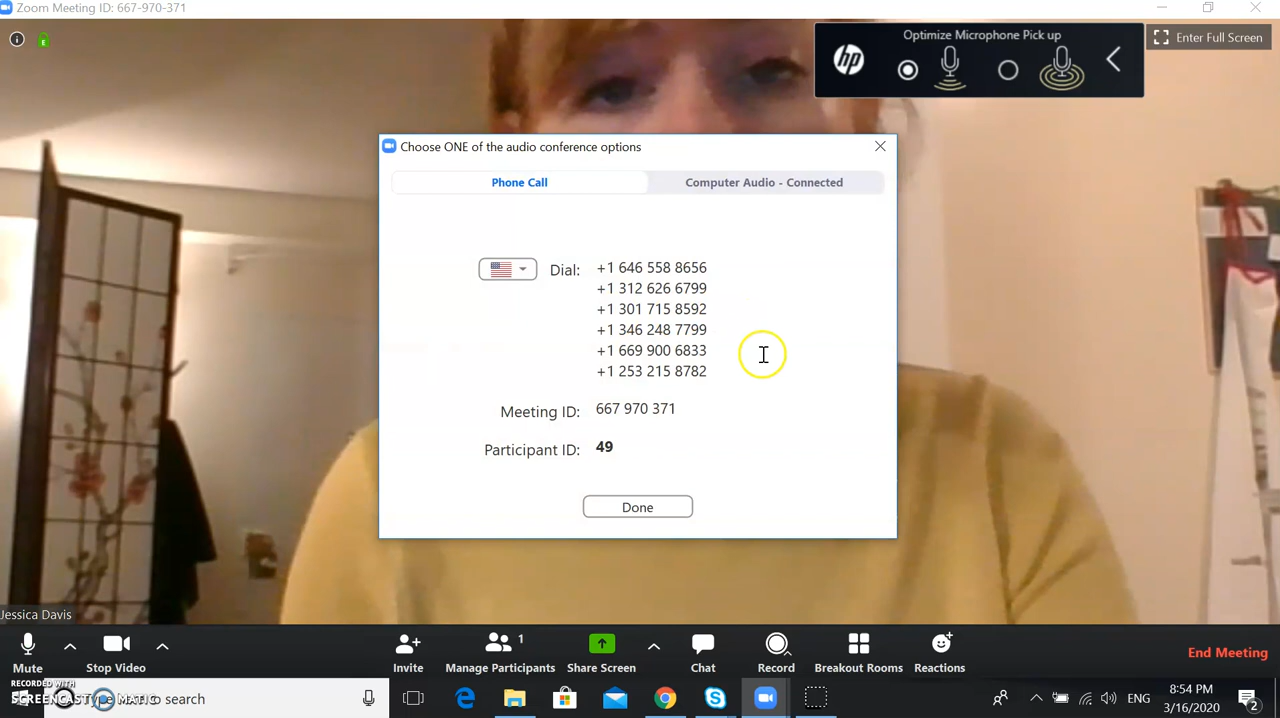 Zoom Meeting ID: 667-970-371
Optimize Microphone Pick up
Enter Full Screen
hp
Choose ONE of the audio conference options
Phone Call
Computer Audio - Connected
Dial:
+1 646 558 8656
+1 312 626 6799
+1 301 715 8592
+1 346 248 7799
+1 669 900 6833
+1 253 215 8782
Meeting ID: 667 970 371
Participant ID: 49
Done
Jessica Davis
1
Mute
Stop Video
Invite
Manage Participants
Share Screen
Chat
Record
Breakout Rooms
Reactions
End Meeting
RECORDED WITH
SCREENCAST MATIC
search
ENG
8:54 PM
3/16/2020
2